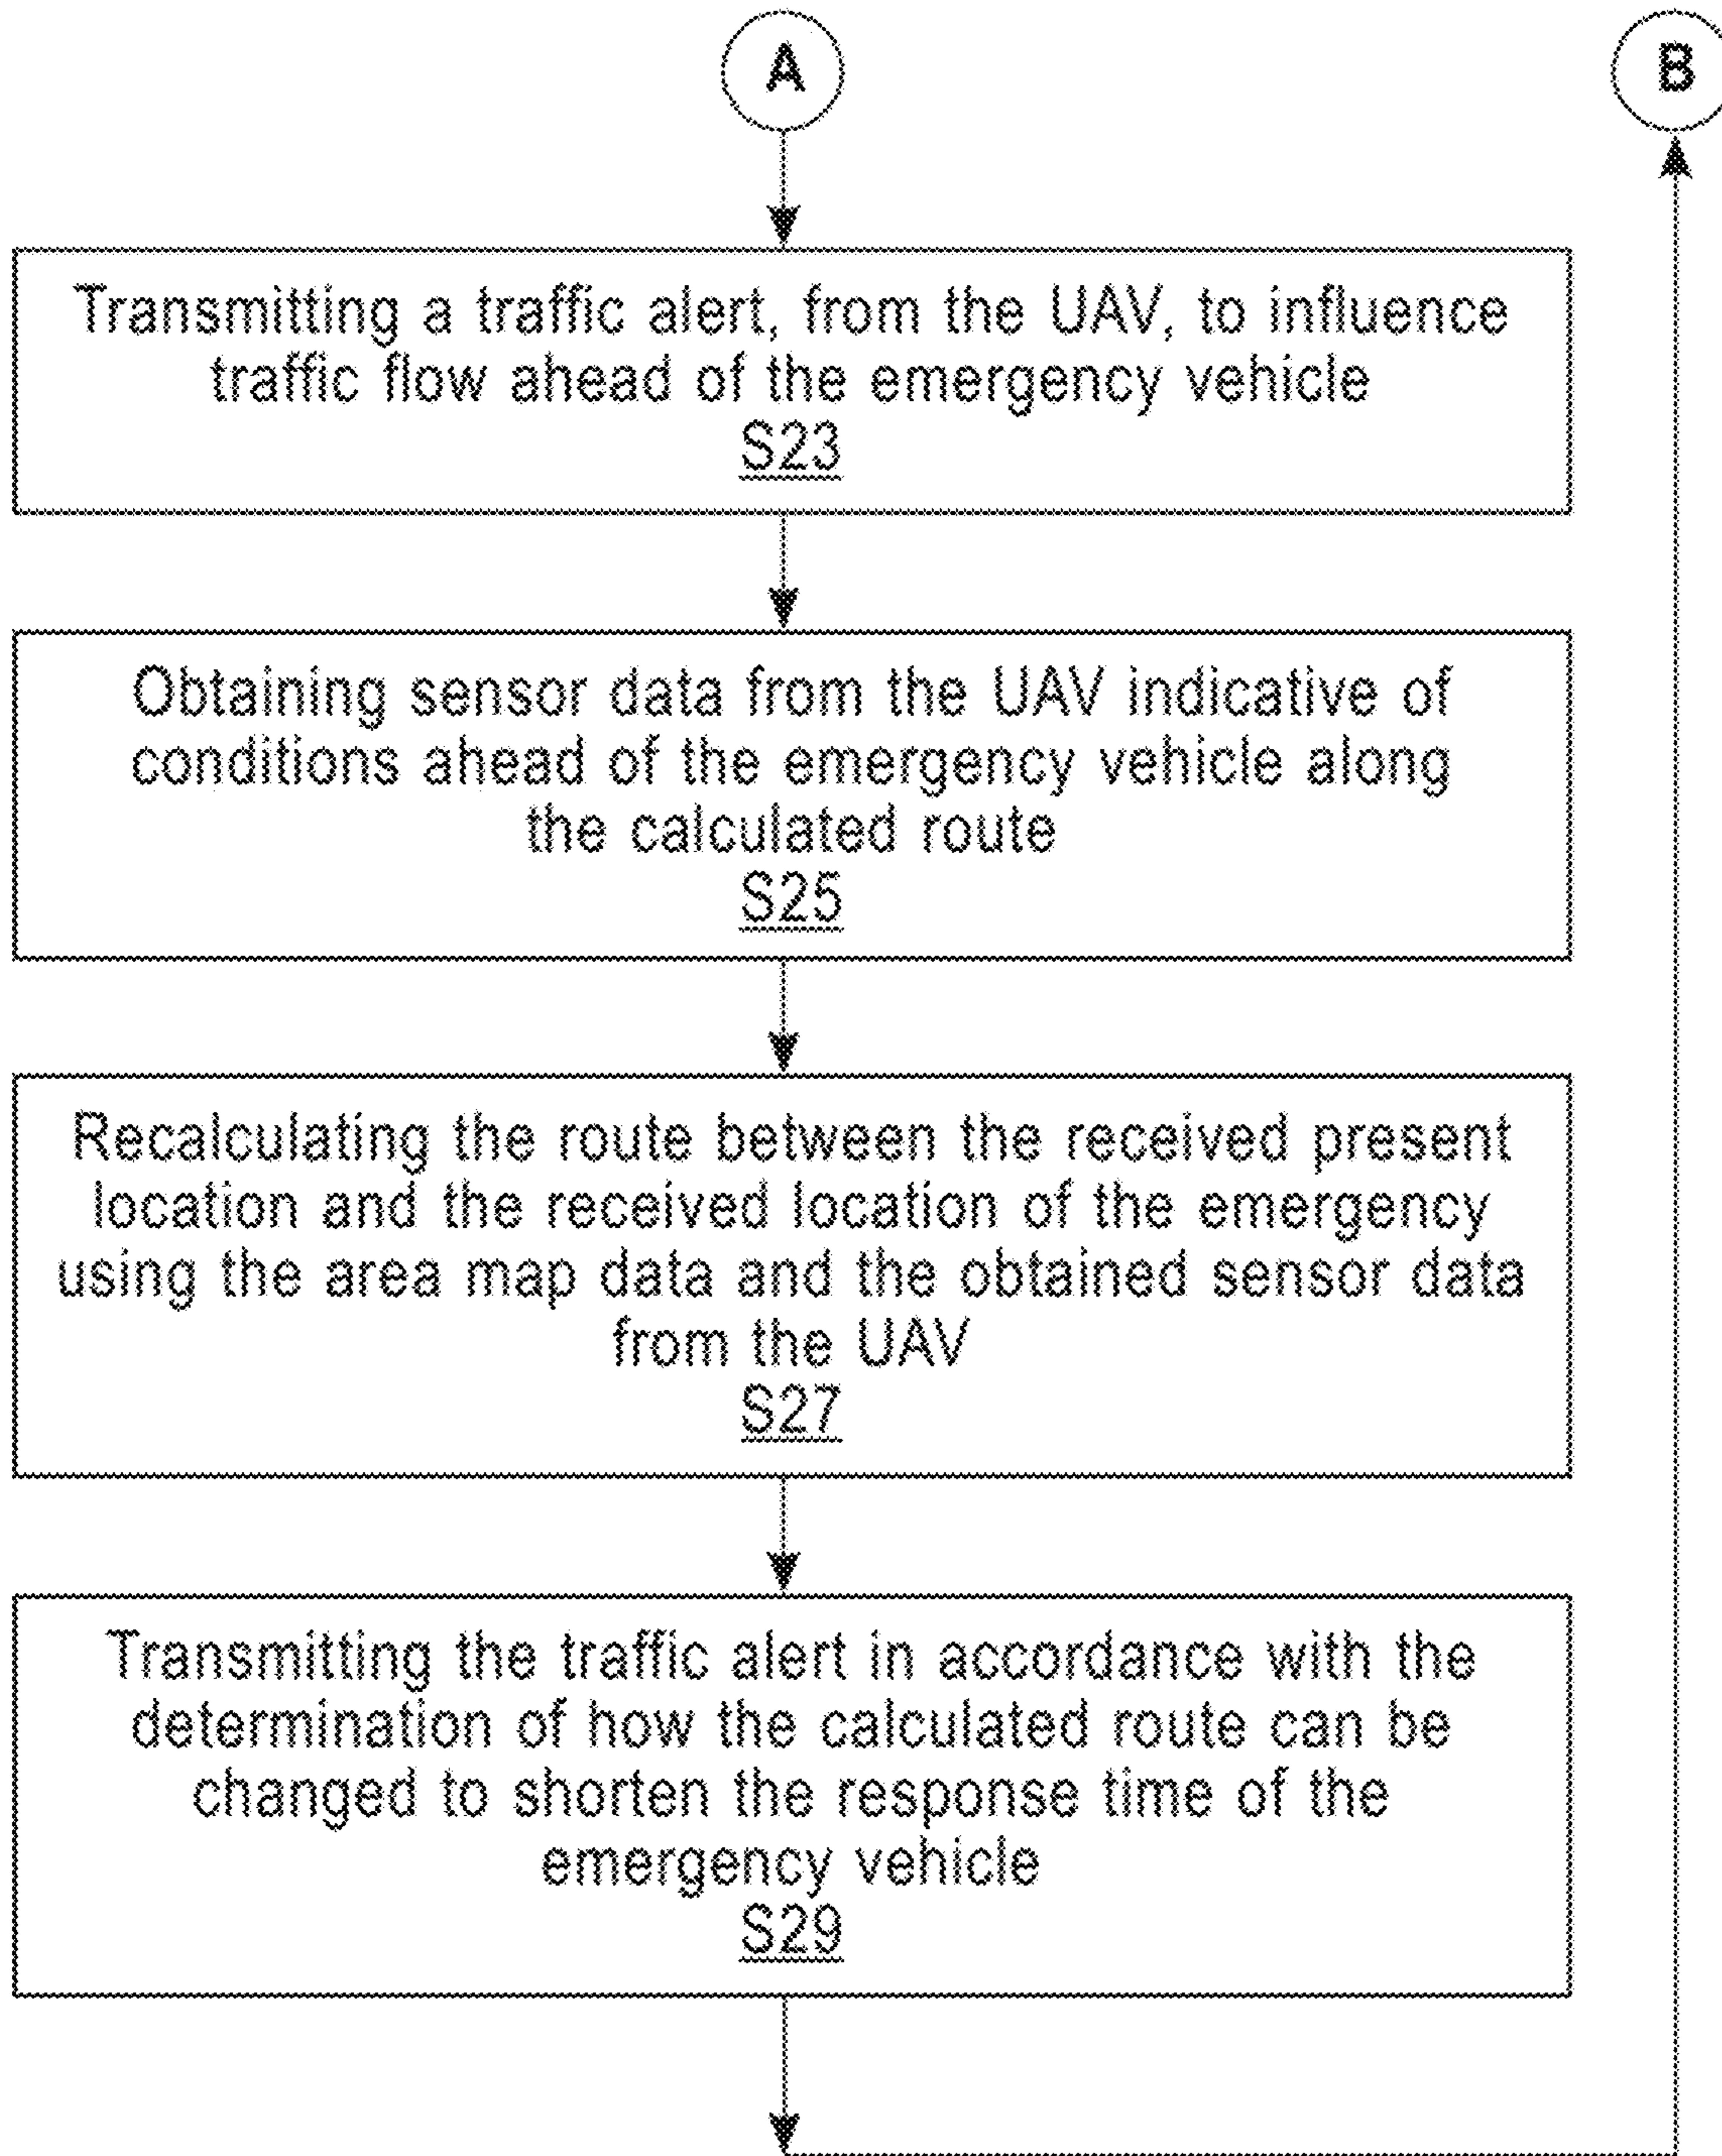 A
B
Transmitting a traffic alert, from the UAV, to influence
traffic flow ahead of the emergency vehicle
S23
Obtaining sensor data from the UAV indicative of
conditions ahead of the emergency vehicle along
the calculated route
S25
Recalculating the route between the received present
location and the received location of the emergency
using the area map data and the obtained sensor data
from the UAV
S27
Transmitting the traffic alert in accordance with the
determination of how the calculated route can be
changed to shorten the response time of the
emergency vehicle
S29